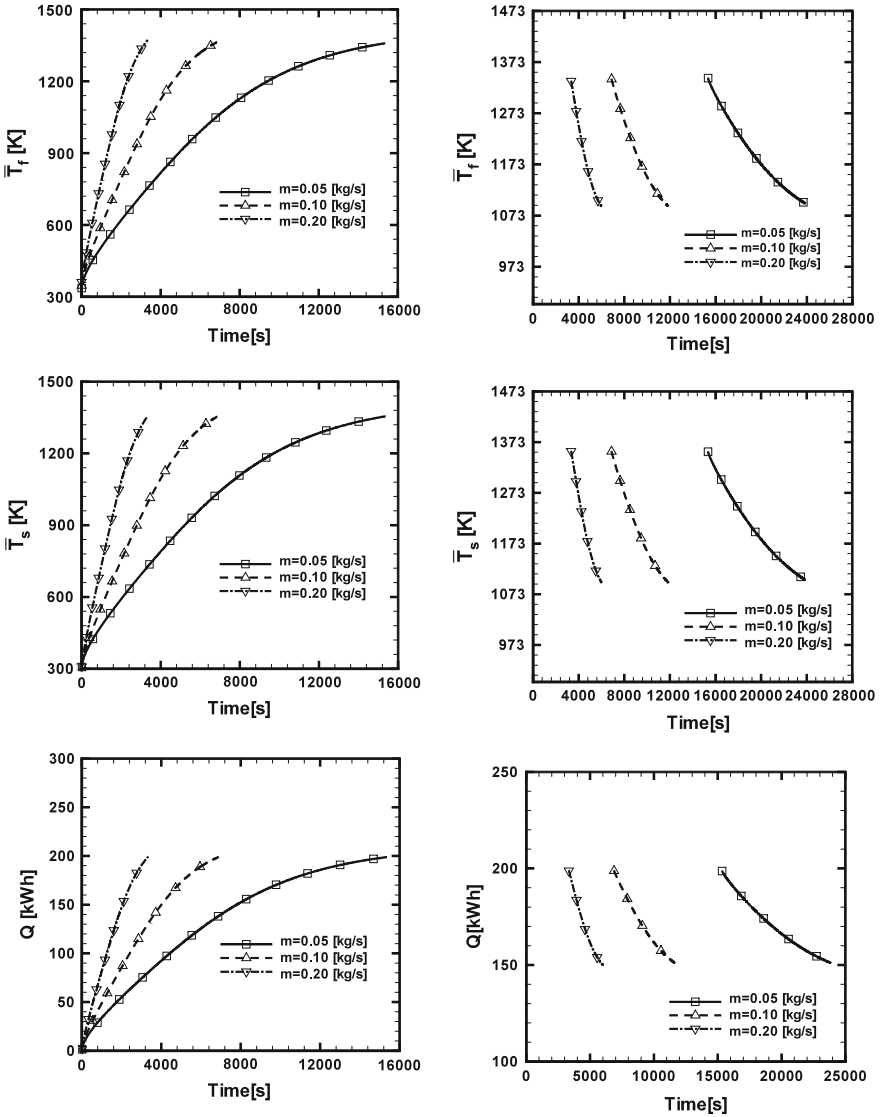 1500
1200
900
600
300
T̅f [K]
m=0.05 [kg/s]
m=0.10 [kg/s]
m=0.20 [kg/s]
0 4000 8000 12000 16000
Time[s]
1473
1373
1273
1173
1073
973
T̅f [K]
m=0.05 [kg/s]
m=0.10 [kg/s]
m=0.20 [kg/s]
0 4000 8000 12000 16000 20000 24000 28000
Time[s]
1500
1200
900
600
300
T̅s [K]
m=0.05 [kg/s]
m=0.10 [kg/s]
m=0.20 [kg/s]
0 4000 8000 12000 16000
Time[s]
1473
1373
1273
1173
1073
973
T̅s [K]
m=0.05 [kg/s]
m=0.10 [kg/s]
m=0.20 [kg/s]
0 4000 8000 12000 16000 20000 24000 28000
Time[s]
300
250
200
150
100
50
0
Q [kWh]
m=0.05 [kg/s]
m=0.10 [kg/s]
m=0.20 [kg/s]
0 4000 8000 12000 16000
Time[s]
250
200
150
100
Q[kWh]
m=0.05 [kg/s]
m=0.10 [kg/s]
m=0.20 [kg/s]
0 5000 10000 15000 20000 25000
Time[s]